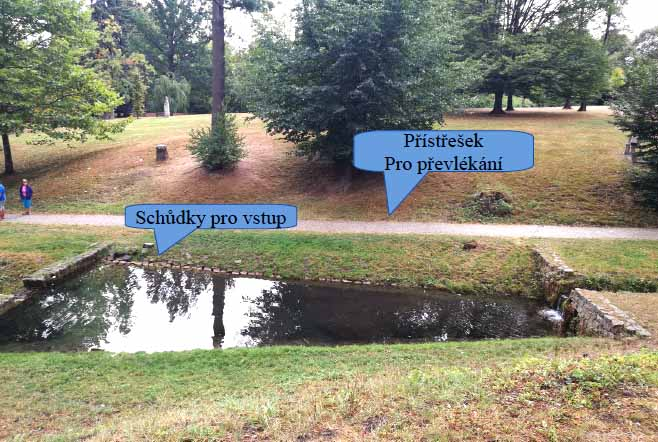 Přístřešek
Pro převlékání
Schůdky pro vstup